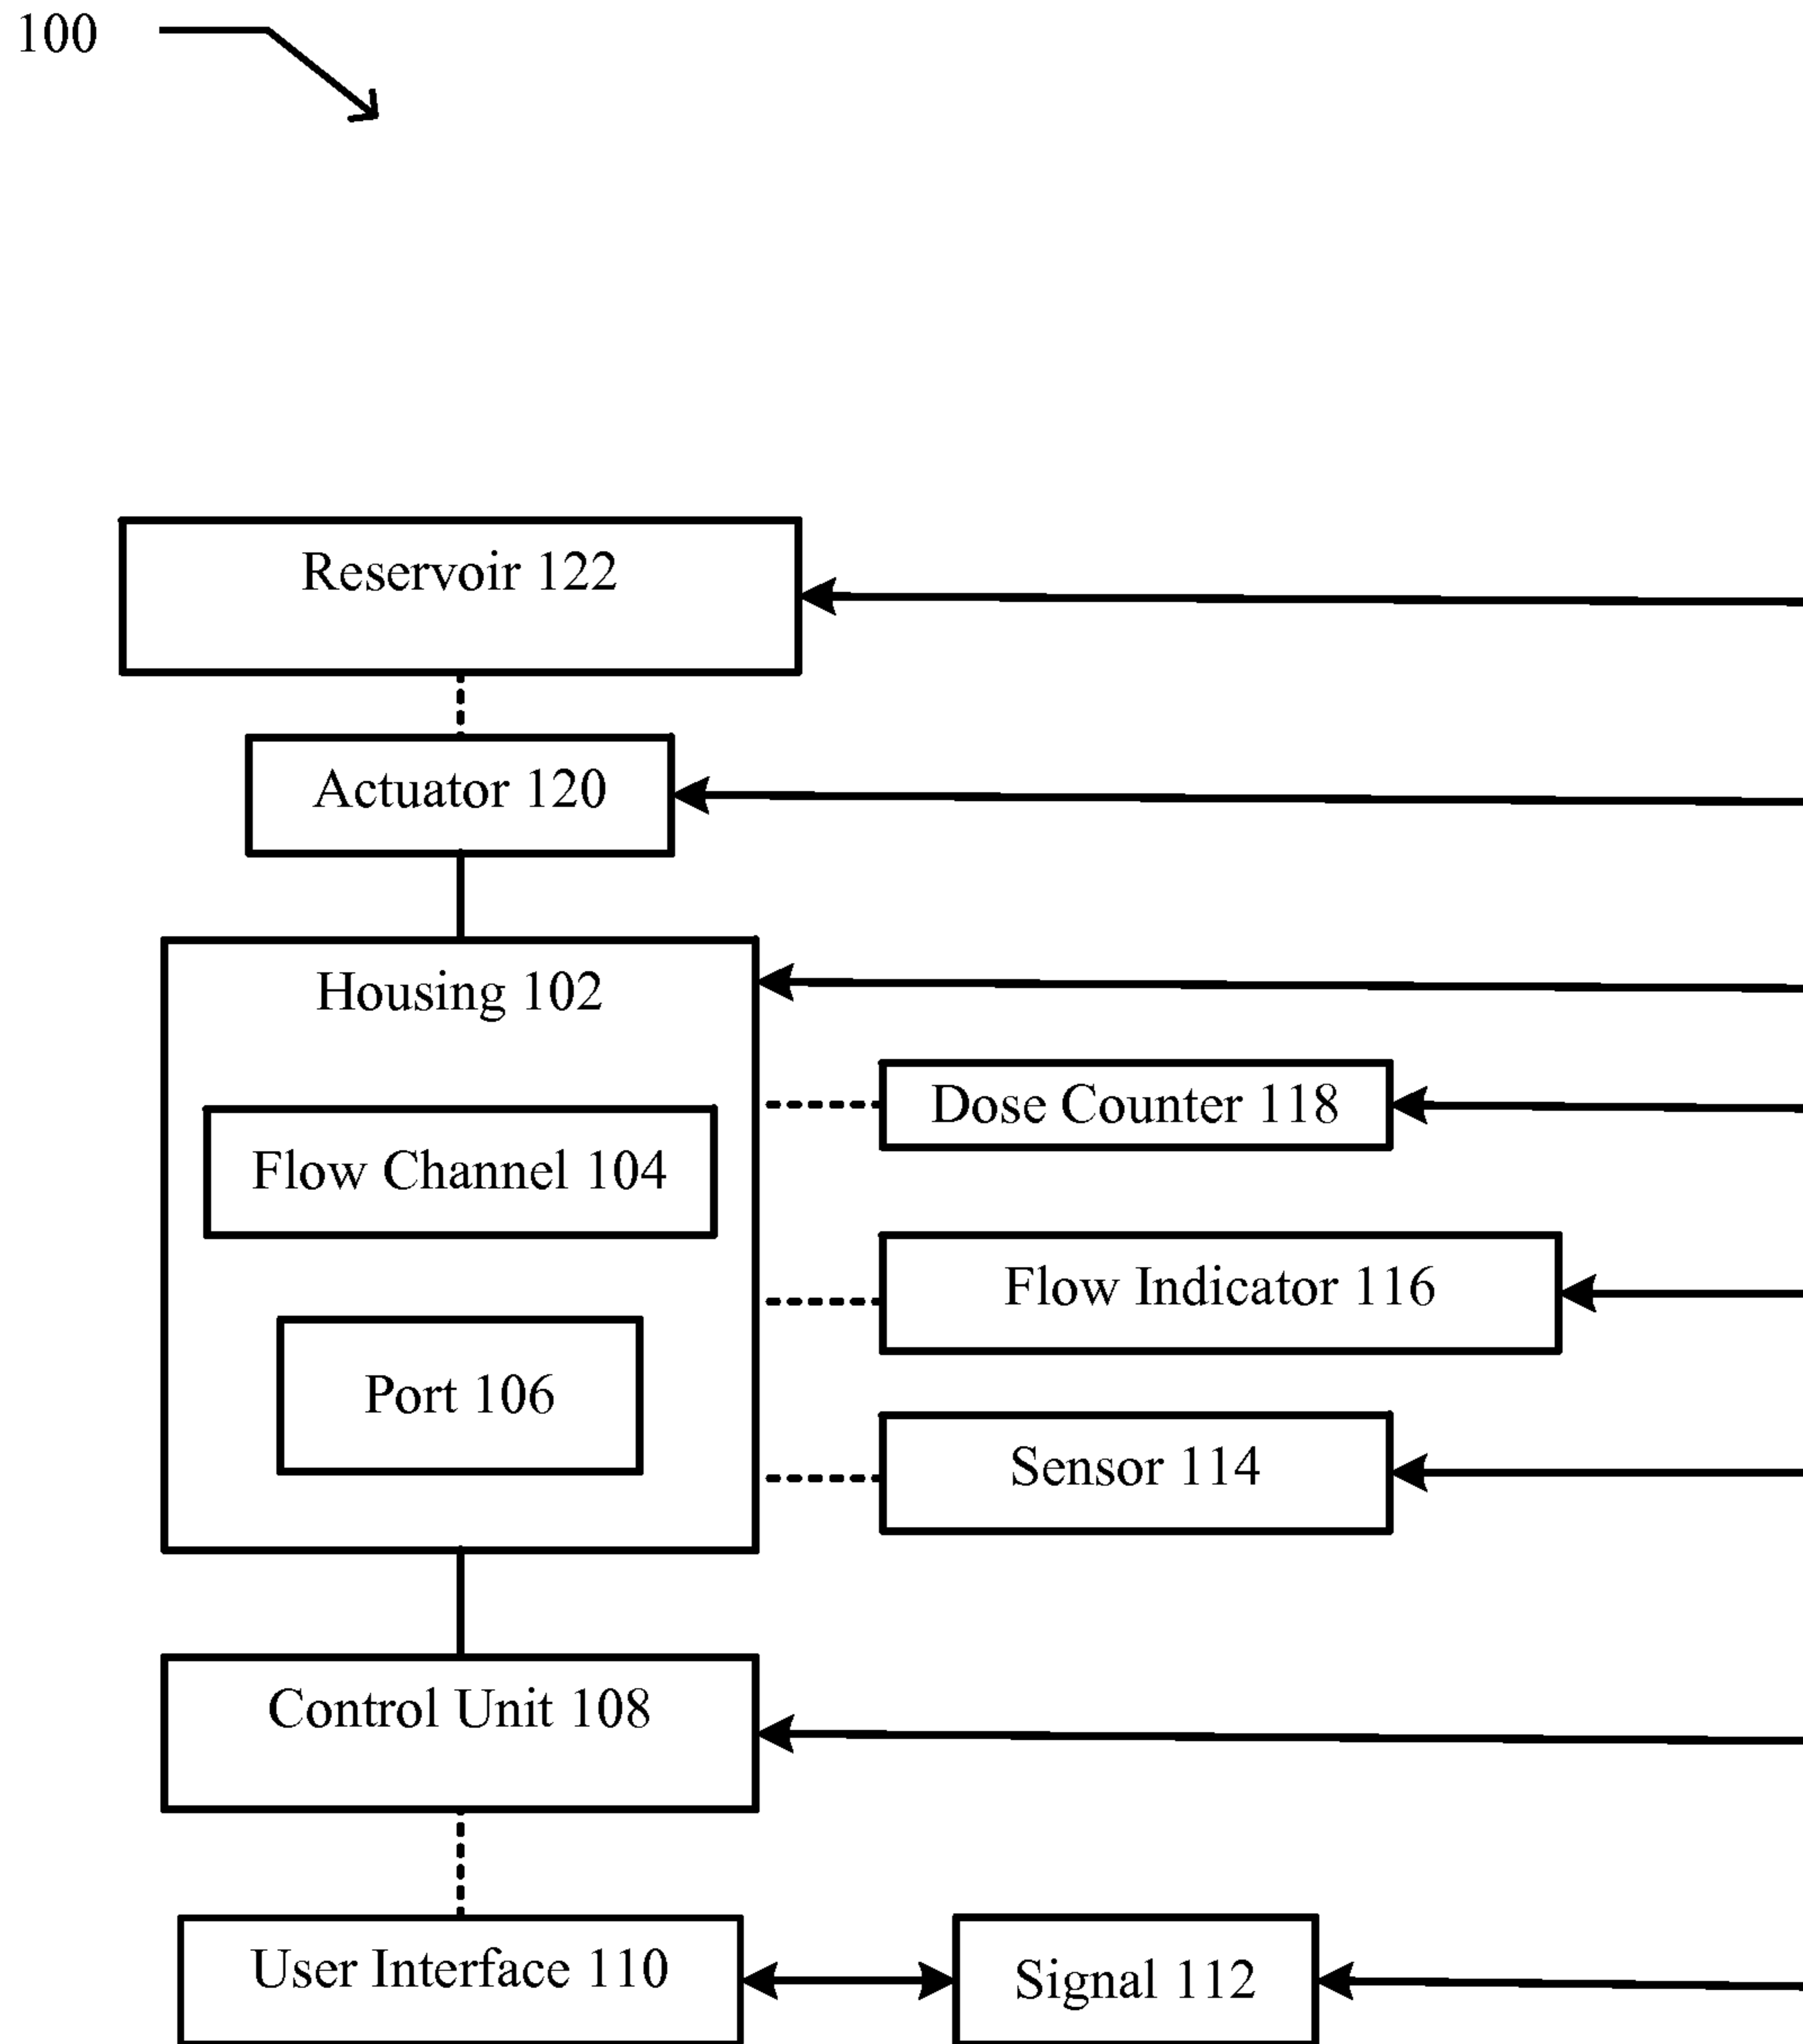 100
Reservoir 122
Actuator 120
Housing 102
Dose Counter 118
Flow Channel 104
Flow Indicator 116
Port 106
Sensor 114
Control Unit 108
User Interface 110
Signal 112